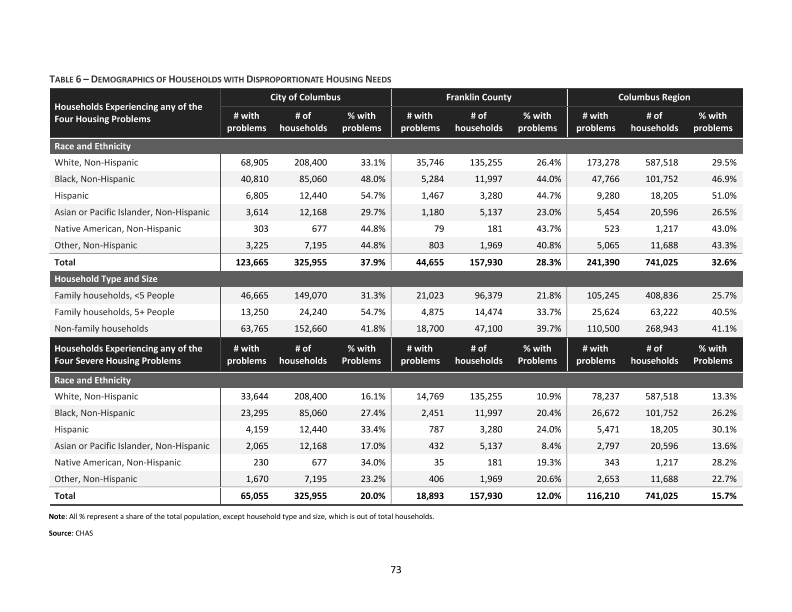 TABLE 6 – DEMOGRAPHICS OF HOUSEHOLDS WITH DISPROPORTIONATE HOUSING NEEDS
Households Experiencing any of the Four Housing Problems City of Columbus Franklin County Columbus Region
# with problems # of households % with problems # with problems # of households % with problems # with problems # of households % with problems
Race and Ethnicity
White, Non-Hispanic 68,905 208,400 33.1% 35,746 135,255 26.4% 173,278 587,518 29.5%
Black, Non-Hispanic 40,810 85,060 48.0% 5,284 11,997 44.0% 47,766 101,752 46.9%
Hispanic 6,805 12,440 54.7% 1,467 3,280 44.7% 9,280 18,205 51.0%
Asian or Pacific Islander, Non-Hispanic 3,614 12,168 29.7% 1,180 5,137 23.0% 5,454 20,596 26.5%
Native American, Non-Hispanic 303 677 44.8% 79 181 43.7% 523 1,217 43.0%
Other, Non-Hispanic 3,225 7,195 44.8% 803 1,969 40.8% 5,065 11,688 43.3%
Total 123,665 325,955 37.9% 44,655 157,930 28.3% 241,390 741,025 32.6%
Household Type and Size
Family households, <5 People 46,665 149,070 31.3% 21,023 96,379 21.8% 105,245 408,836 25.7%
Family households, 5+ People 13,250 24,240 54.7% 4,875 14,474 33.7% 25,624 63,222 40.5%
Non-family households 63,765 152,660 41.8% 18,700 47,100 39.7% 110,500 268,943 41.1%
Households Experiencing any of the Four Severe Housing Problems # with problems # of households % with Problems # with problems # of households % with Problems # with problems # of households % with Problems
Race and Ethnicity
White, Non-Hispanic 33,644 208,400 16.1% 14,769 135,255 10.9% 78,237 587,518 13.3%
Black, Non-Hispanic 23,295 85,060 27.4% 2,451 11,997 20.4% 26,672 101,752 26.2%
Hispanic 4,159 12,440 33.4% 787 3,280 24.0% 5,471 18,205 30.1%
Asian or Pacific Islander, Non-Hispanic 2,065 12,168 17.0% 432 5,137 8.4% 2,797 20,596 13.6%
Native American, Non-Hispanic 230 677 34.0% 35 181 19.3% 343 1,217 28.2%
Other, Non-Hispanic 1,670 7,195 23.2% 406 1,969 20.6% 2,653 11,688 22.7%
Total 65,055 325,955 20.0% 18,893 157,930 12.0% 116,210 741,025 15.7%
Note: All % represent a share of the total population, except household type and size, which is out of total households.
Source: CHAS
73